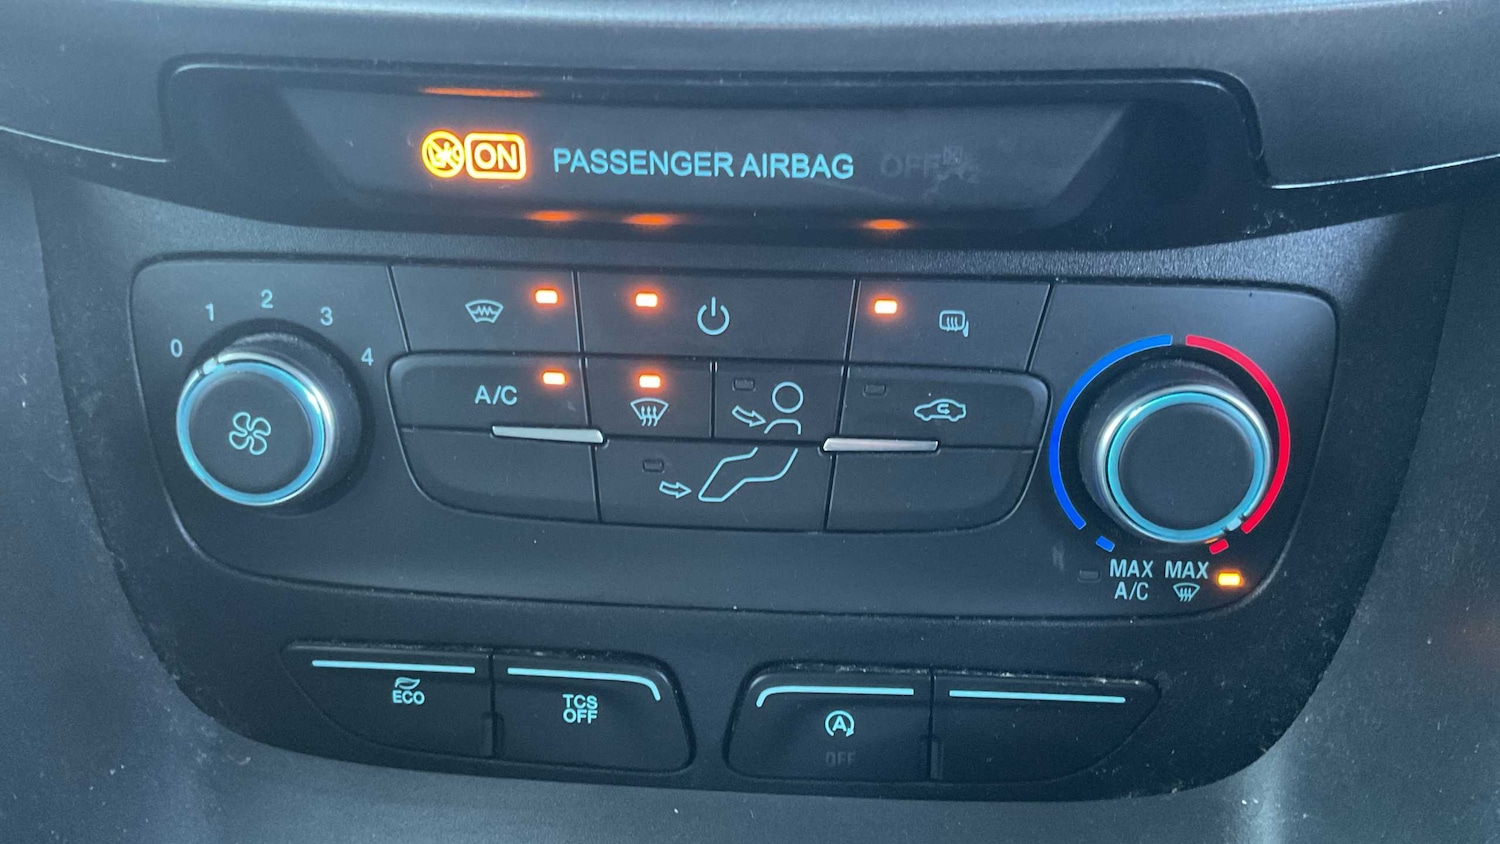 ON PASSENGER AIRBAG OFF
0 1 2 3 4
A/C
MAX A/C
MAX
ECO
TCS
OFF
A
OFF